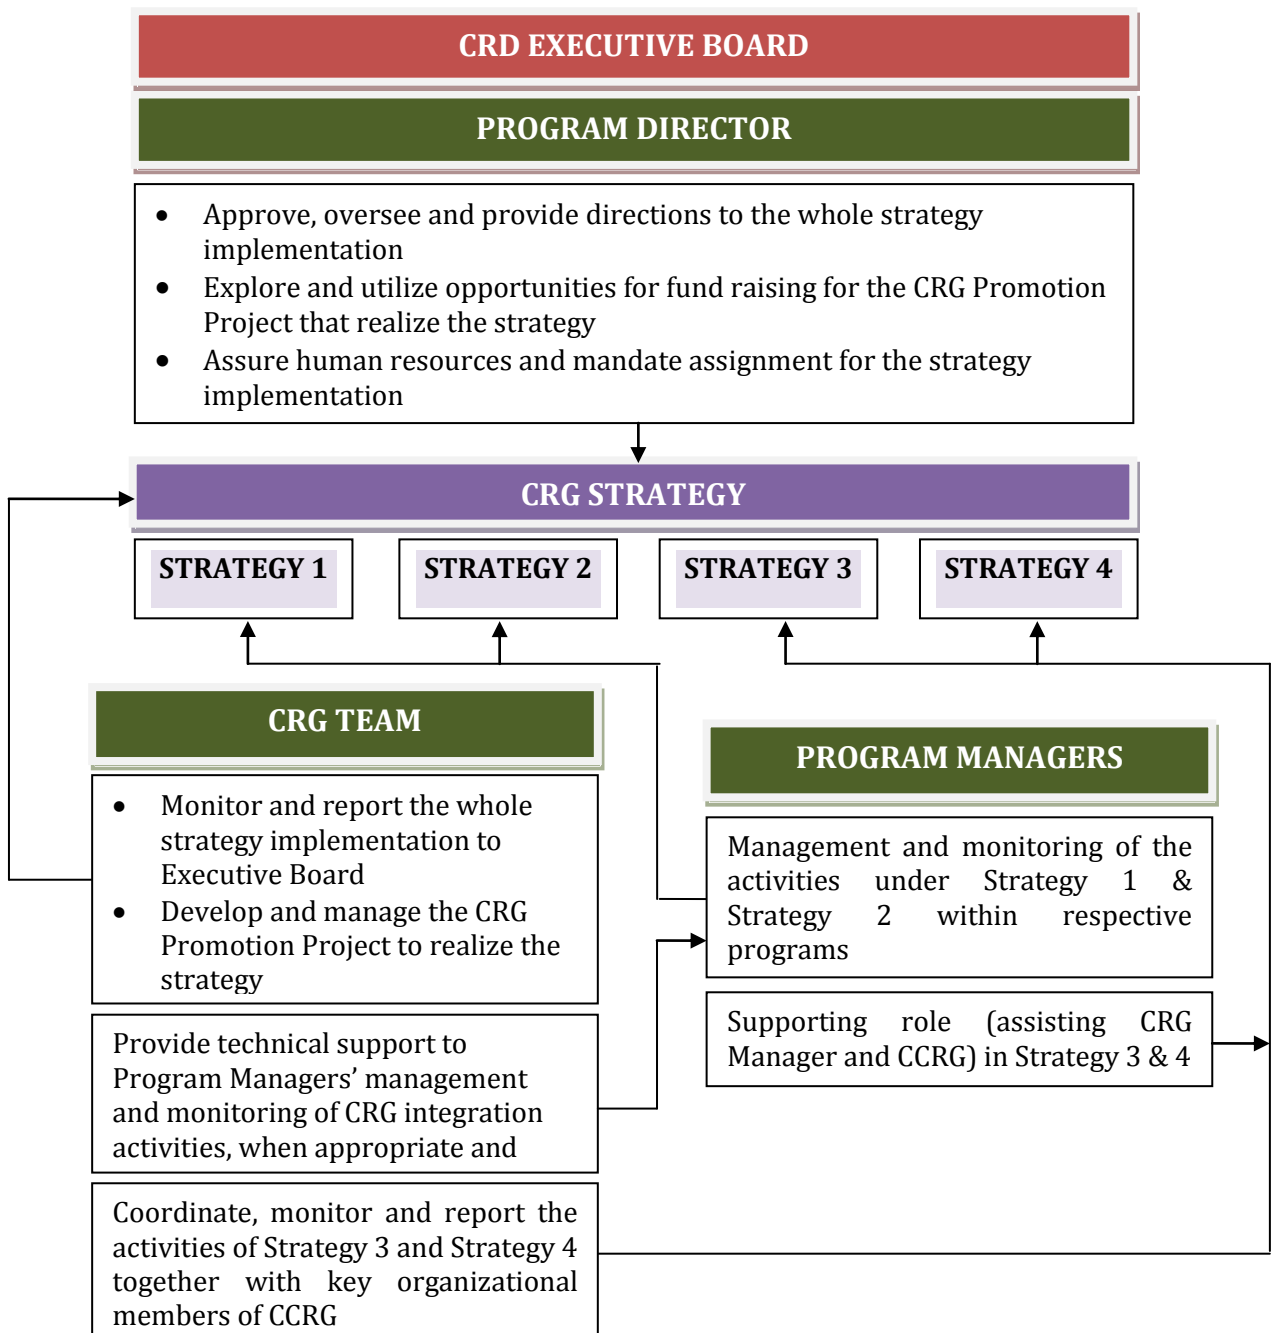 CRD EXECUTIVE BOARD
PROGRAM DIRECTOR
• Approve, oversee and provide directions to the whole strategy
implementation
• Explore and utilize opportunities for fund raising for the CRG Promotion
Project that realize the strategy
• Assure human resources and mandate assignment for the strategy
implementation
CRG STRATEGY
STRATEGY 1
STRATEGY 2
STRATEGY 3
STRATEGY 4
CRG TEAM
• Monitor and report the whole
strategy implementation to
Executive Board
• Develop and manage the CRG
Promotion Project to realize the
strategy
Provide technical support to
Program Managers’ management
and monitoring of CRG integration
activities, when appropriate and
Coordinate, monitor and report the
activities of Strategy 3 and Strategy 4
together with key organizational
members of CCRG
PROGRAM MANAGERS
Management and monitoring of the
activities under Strategy 1 &
Strategy 2 within respective
programs
Supporting role (assisting CRG
Manager and CCRG) in Strategy 3 & 4